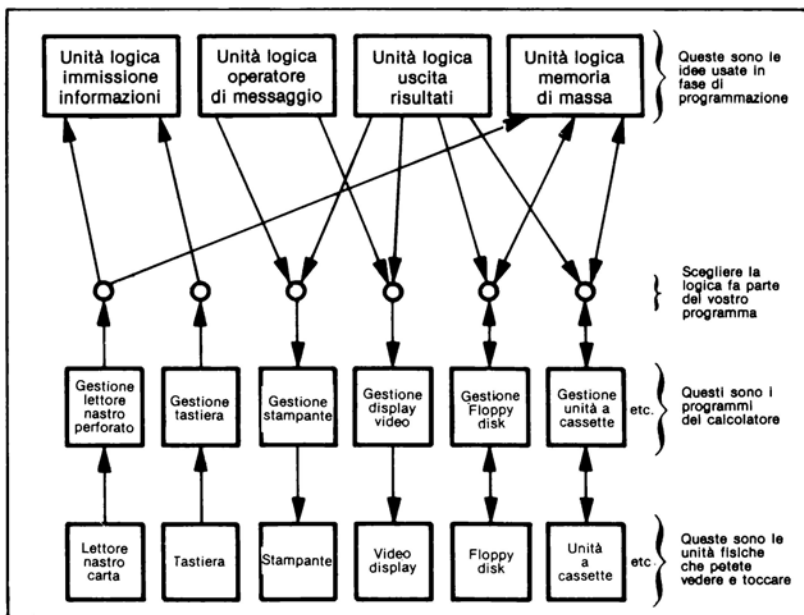 Unità logica
immissione
informazioni
Unità logica
operatore
di messaggio
Unità logica
uscita
risultati
Unità logica
memoria
di massa
Queste sono le
idee usate in
fase di
programmazione
Scegliere la
logica fa parte
del vostro
programma
Gestione
lettore
nastro
perforato
Gestione
tastiera
Gestione
stampante
Gestione
display
video
Gestione
Floppy
disk
Gestione
unità a
cassette
etc.
Questi sono i
programmi
del calcolatore
Lettore
nastro
carta
Tastiera
Stampante
Video
display
Floppy
disk
Unità
a
cassette
etc.
Queste sono le
unità fisiche
che petete
vedere e toccare